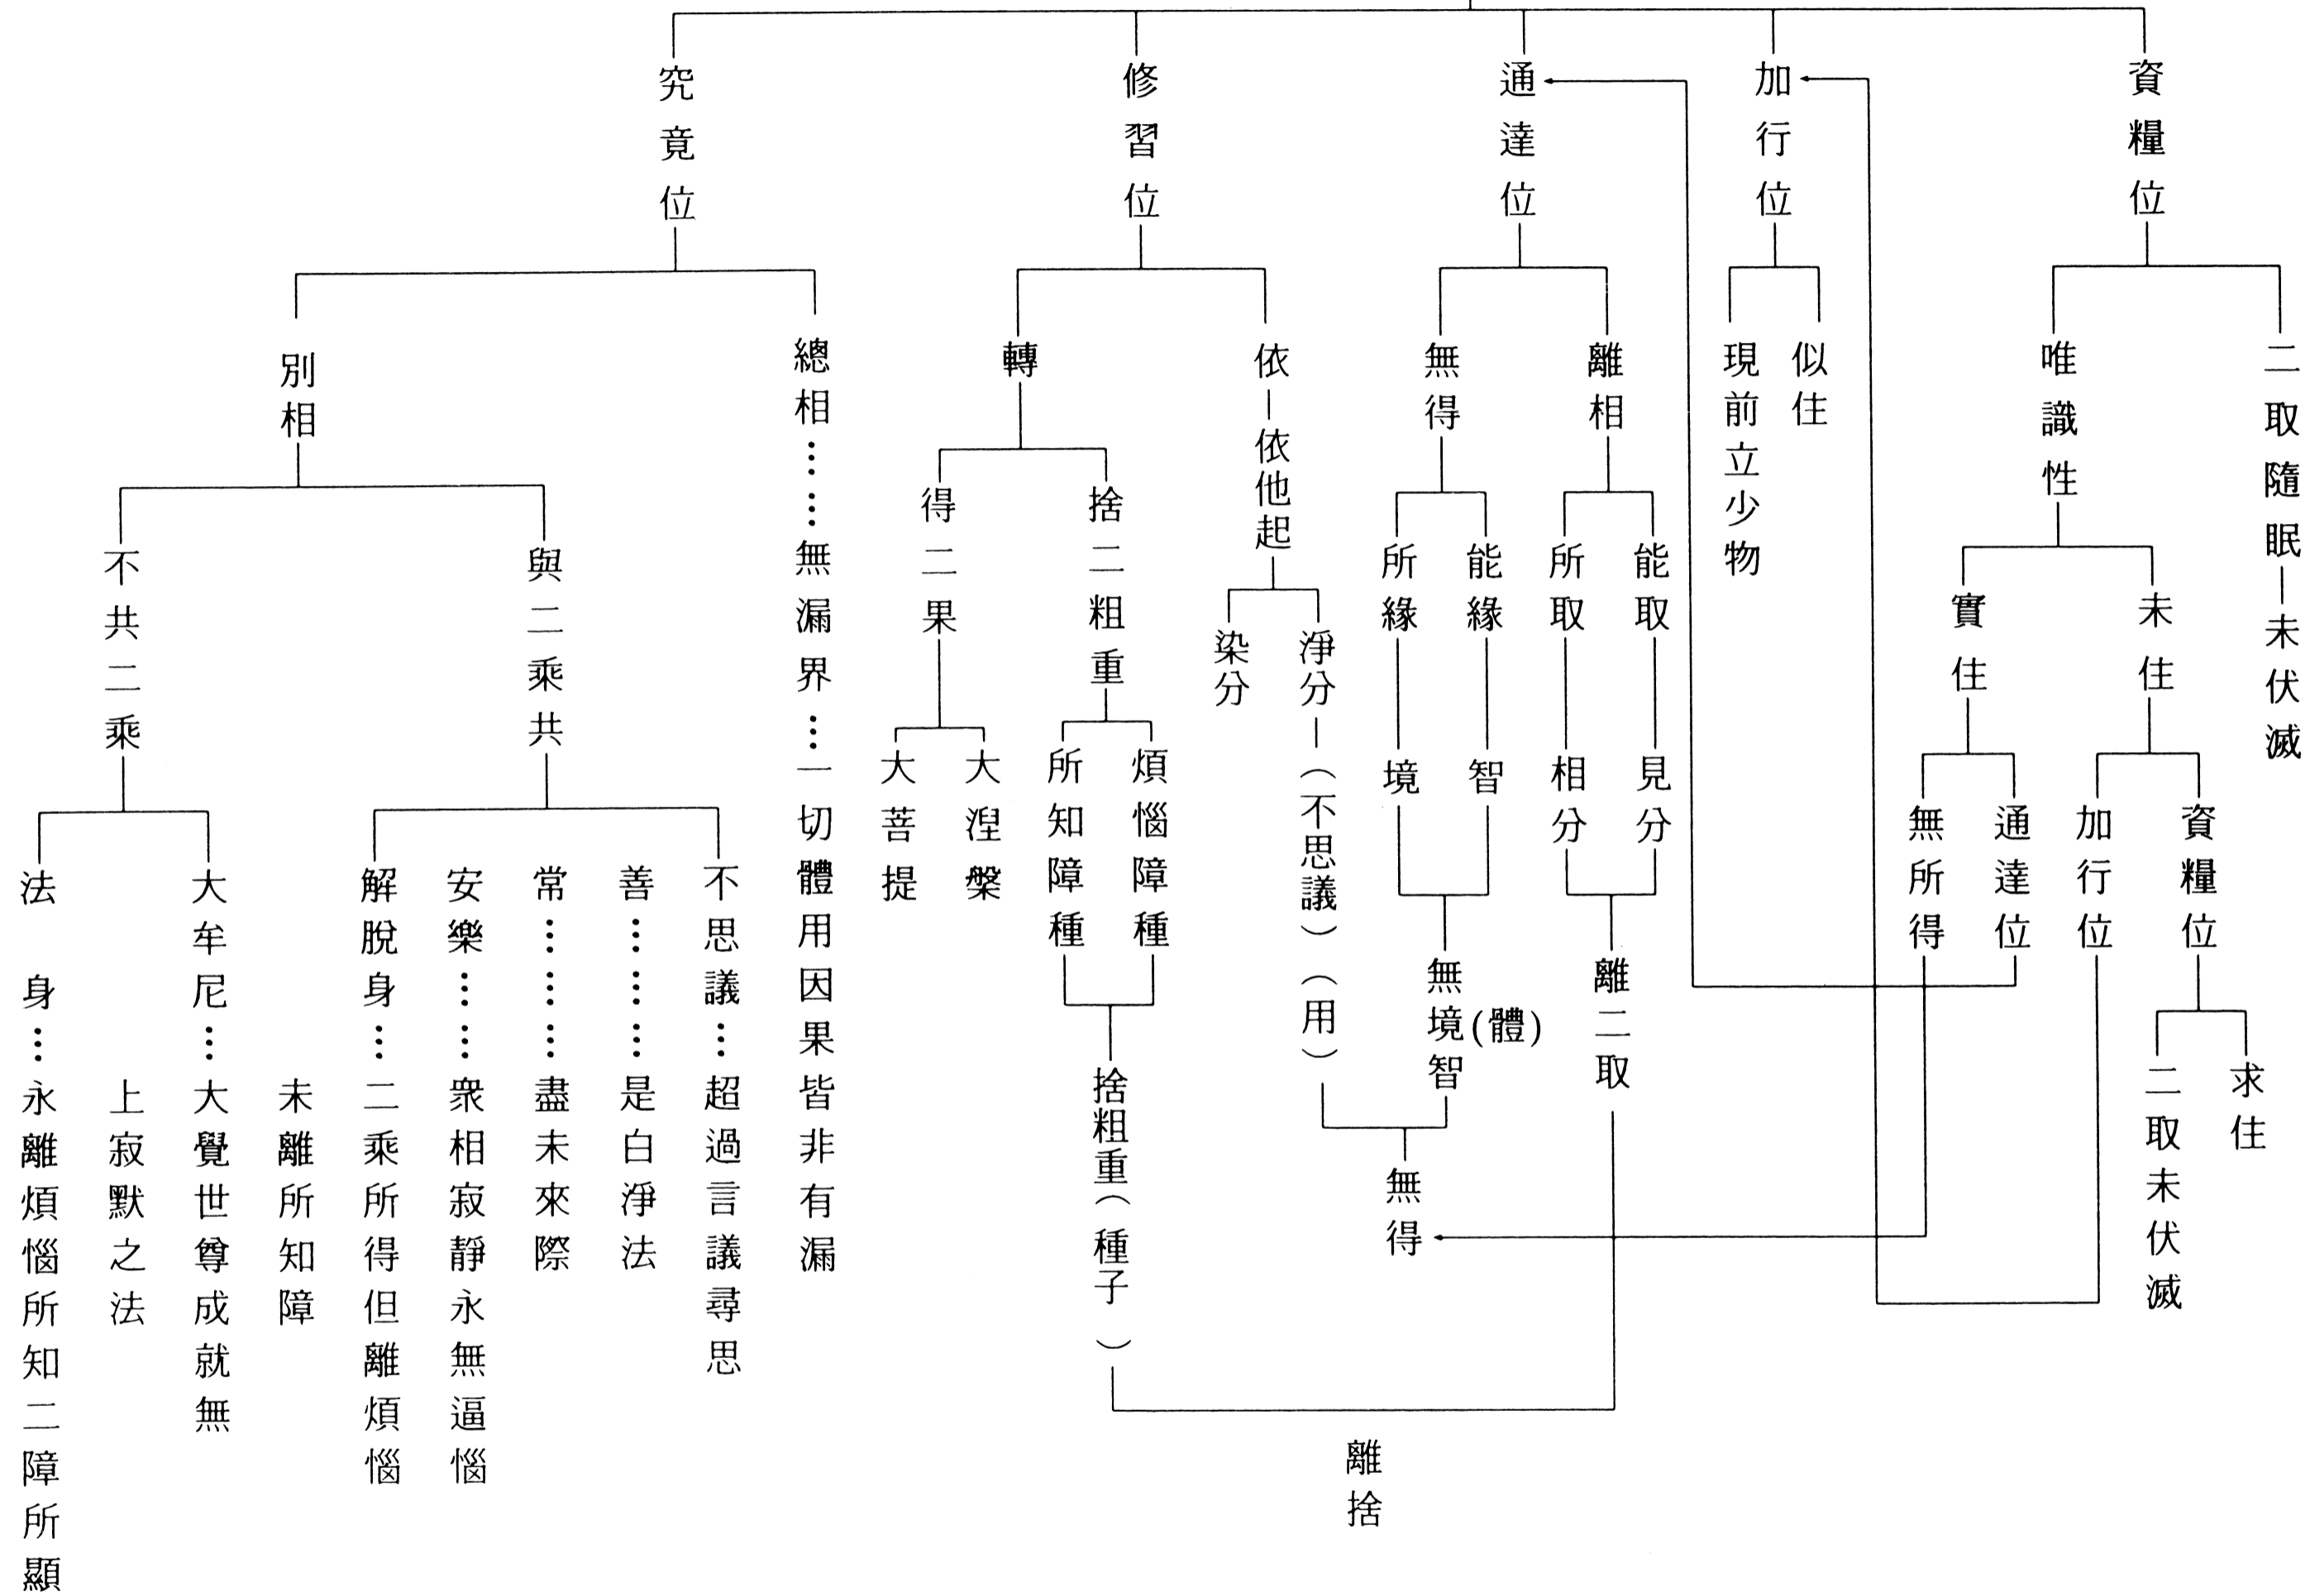 資糧位
加行位
通達位
修習位
究竟位
二取隨眠—未伏滅
唯識性
未住
實住
資糧位
加行位
通達位
無所得
求住
二取未伏滅
似住
現前立少物
離相
無得
能取
所取
能緣
所緣
見分
相分
智
境
離二取
無境智(體)
依—依他起
轉
淨分—（不思議）（用）
染分
無得
捨二粗重
得二果
煩惱障種
所知障種
大湼槃
大菩提
捨粗重（種子）
離捨
總相……無漏界…一切體用因果皆非有漏
別相
與二乘共
不共二乘
不思議…超過言議尋思
善………是白淨法
常………盡未來際
安樂……衆相寂靜永無逼惱
解脫身…二乘所得但離煩惱
未離所知障
大牟尼…大覺世尊成就無
上寂默之法
法　身…永離煩惱所知二障所顯